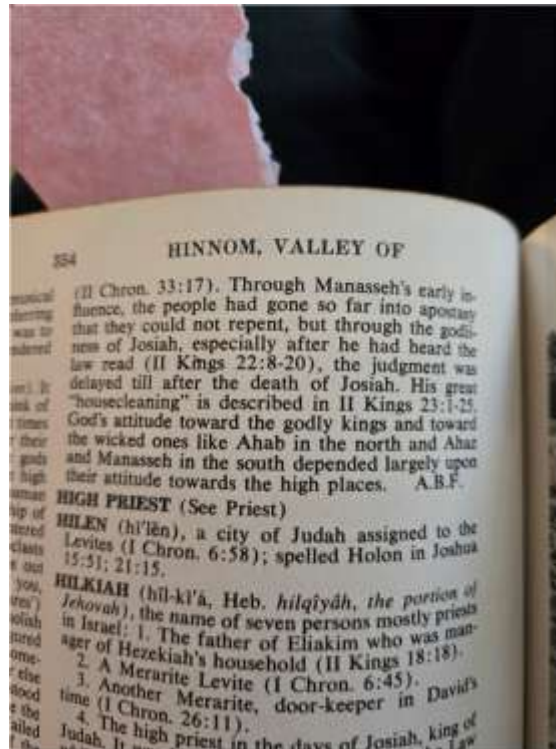 354
HINNOM, VALLEY OF
(II Chron. 33:17). Through Manasseh's early in-
fluence, the people had gone so far into apostasy
that they could not repent, but through the godli-
ness of Josiah, especially after he had heard the
law read (II Kings 22:8-20), the judgment was
delayed till after the death of Josiah. His great
"housecleaning" is described in II Kings 23:1-25.
God's attitude toward the godly kings and toward
the wicked ones like Ahab in the north and Ahaz
and Manasseh in the south depended largely upon
their attitude towards the high places. A.B.F.
HIGH PRIEST (See Priest)
HILEN (hī'lĕn), a city of Judah assigned to the
Levites (I Chron. 6:58); spelled Holon in Joshua
15:51; 21:15.
HILKIAH (hĭl-kī'à, Heb. hilqîyâh, the portion of
Jehovah), the name of seven persons mostly priests
in Israel: 1. The father of Eliakim who was man-
ager of Hezekiah's household (II Kings 18:18).
2. A Merarite Levite (I Chron. 6:45).
3. Another Merarite, door-keeper in David's
time (I Chron. 26:11).
4. The high priest in the days of Josiah, king of
Judah. It